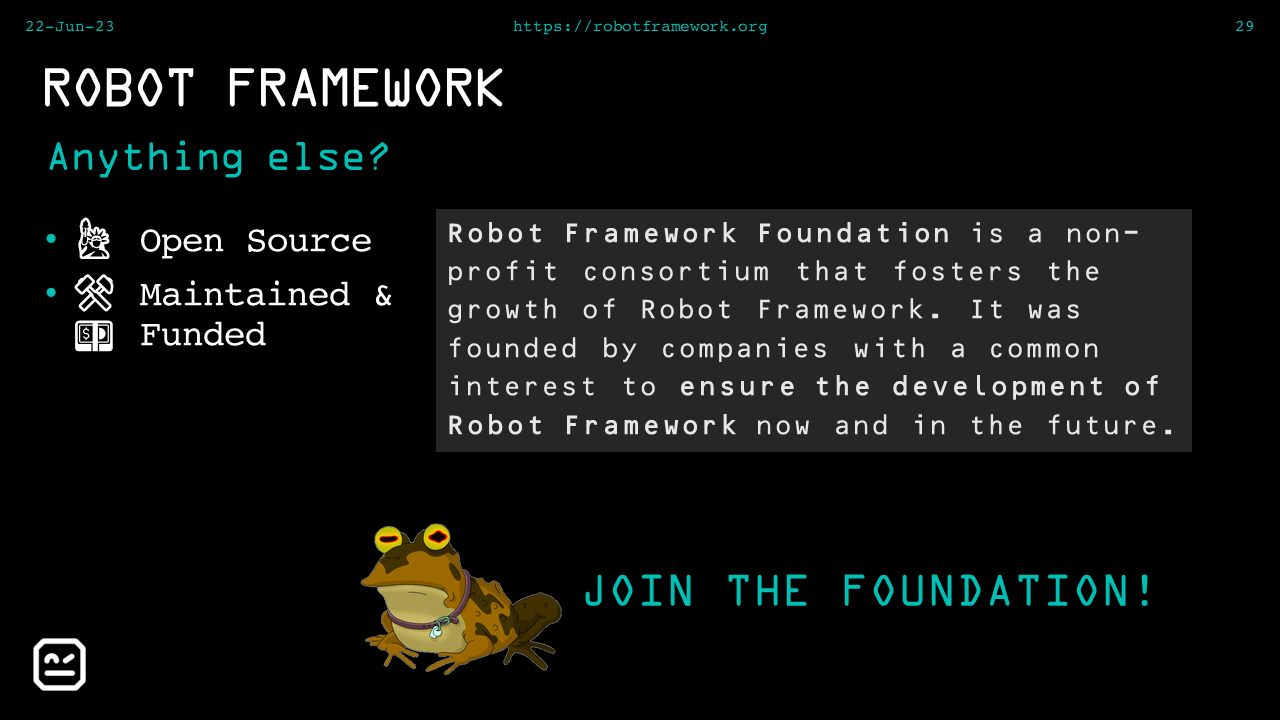 22-Jun-23
https://robotframework.org
29
ROBOT FRAMEWORK
Anything else?
• Open Source
• Maintained &
$ Funded
Robot Framework Foundation is a non-
profit consortium that fosters the
growth of Robot Framework. It was
founded by companies with a common
interest to ensure the development of
Robot Framework now and in the future.
JOIN THE FOUNDATION!